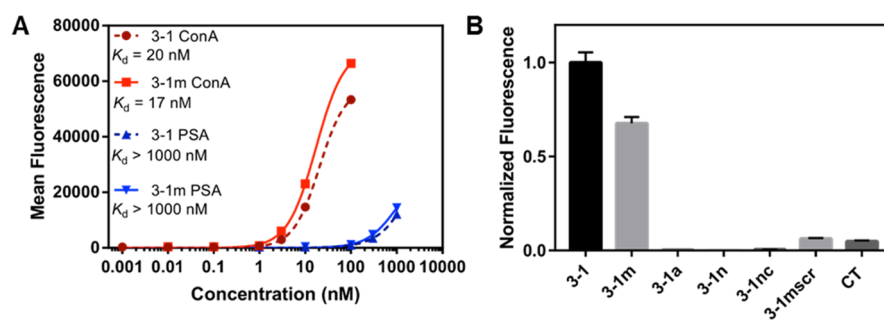 A
Mean Fluorescence
80000
60000
40000
20000
0
3-1 ConA
Kd = 20 nM
3-1m ConA
Kd = 17 nM
3-1 PSA
Kd > 1000 nM
3-1m PSA
Kd > 1000 nM
0.001 0.01 0.1 1 10 100 1000 10000
Concentration (nM)
B
Normalized Fluorescence
1.0
0.5
0.0
3-1 3-1m 3-1a 3-1n 3-1nc 3-1mscr CT